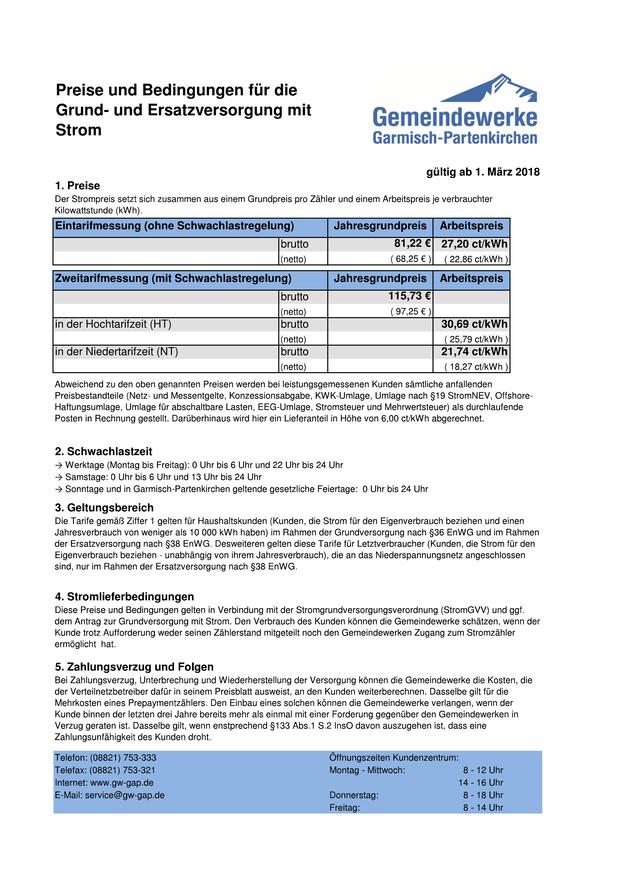 Preise und Bedingungen für die
Grund- und Ersatzversorgung mit
Strom
Gemeindewerke
Garmisch-Partenkirchen
gültig ab 1. März 2018
1. Preise
Der Strompreis setzt sich zusammen aus einem Grundpreis pro Zähler und einem Arbeitspreis je verbrauchter
Kilowattstunde (kWh).
Eintarifmessung (ohne Schwachlastregelung) Jahresgrundpreis Arbeitspreis
brutto 81,22 € 27,20 ct/kWh
(netto) ( 68,25 € ) ( 22,86 ct/kWh )
Zweitarifmessung (mit Schwachlastregelung) Jahresgrundpreis Arbeitspreis
brutto 115,73 €
(netto) ( 97,25 € )
in der Hochtarifzeit (HT) brutto 30,69 ct/kWh
(netto) ( 25,79 ct/kWh )
in der Niedertarifzeit (NT) brutto 21,74 ct/kWh
(netto) ( 18,27 ct/kWh )
Abweichend zu den oben genannten Preisen werden bei leistungsgemessenen Kunden sämtliche anfallenden
Preisbestandteile (Netz- und Messentgelte, Konzessionsabgabe, KWK-Umlage, Umlage nach §19 StromNEV, Offshore-
Haftungsumlage, Umlage für abschaltbare Lasten, EEG-Umlage, Stromsteuer und Mehrwertsteuer) als durchlaufende
Posten in Rechnung gestellt. Darüberhinaus wird hier ein Lieferanteil in Höhe von 6,00 ct/kWh abgerechnet.
2. Schwachlastzeit
→ Werktage (Montag bis Freitag): 0 Uhr bis 6 Uhr und 22 Uhr bis 24 Uhr
→ Samstage: 0 Uhr bis 6 Uhr und 13 Uhr bis 24 Uhr
→ Sonntage und in Garmisch-Partenkirchen geltende gesetzliche Feiertage: 0 Uhr bis 24 Uhr
3. Geltungsbereich
Die Tarife gemäß Ziffer 1 gelten für Haushaltskunden (Kunden, die Strom für den Eigenverbrauch beziehen und einen
Jahresverbrauch von weniger als 10 000 kWh haben) im Rahmen der Grundversorgung nach §36 EnWG und im Rahmen
der Ersatzversorgung nach §38 EnWG. Desweiteren gelten diese Tarife für Letztverbraucher (Kunden, die Strom für den
Eigenverbrauch beziehen - unabhängig von ihrem Jahresverbrauch), die an das Niederspannungsnetz angeschlossen
sind, nur im Rahmen der Ersatzversorgung nach §38 EnWG.
4. Stromlieferbedingungen
Diese Preise und Bedingungen gelten in Verbindung mit der Stromgrundversorgungsverordnung (StromGVV) und ggf.
dem Antrag zur Grundversorgung mit Strom. Den Verbrauch des Kunden können die Gemeindewerke schätzen, wenn der
Kunde trotz Aufforderung weder seinen Zählerstand mitgeteilt noch den Gemeindewerken Zugang zum Stromzähler
ermöglicht hat.
5. Zahlungsverzug und Folgen
Bei Zahlungsverzug, Unterbrechung und Wiederherstellung der Versorgung können die Gemeindewerke die Kosten, die
der Verteilnetzbetreiber dafür in seinem Preisblatt ausweist, an den Kunden weiterberechnen. Dasselbe gilt für die
Mehrkosten eines Prepaymentzählers. Den Einbau eines solchen können die Gemeindewerke verlangen, wenn der
Kunde binnen der letzten drei Jahre bereits mehr als einmal mit einer Forderung gegenüber den Gemeindewerken in
Verzug geraten ist. Dasselbe gilt, wenn enstprechend §133 Abs.1 S.2 InsO davon auszugehen ist, dass eine
Zahlungsunfähigkeit des Kunden droht.
Telefon: (08821) 753-333 Öffnungszeiten Kundenzentrum:
Telefax: (08821) 753-321 Montag - Mittwoch: 8 - 12 Uhr
Internet: www.gw-gap.de 14 - 16 Uhr
E-Mail: service@gw-gap.de Donnerstag: 8 - 18 Uhr
Freitag: 8 - 14 Uhr